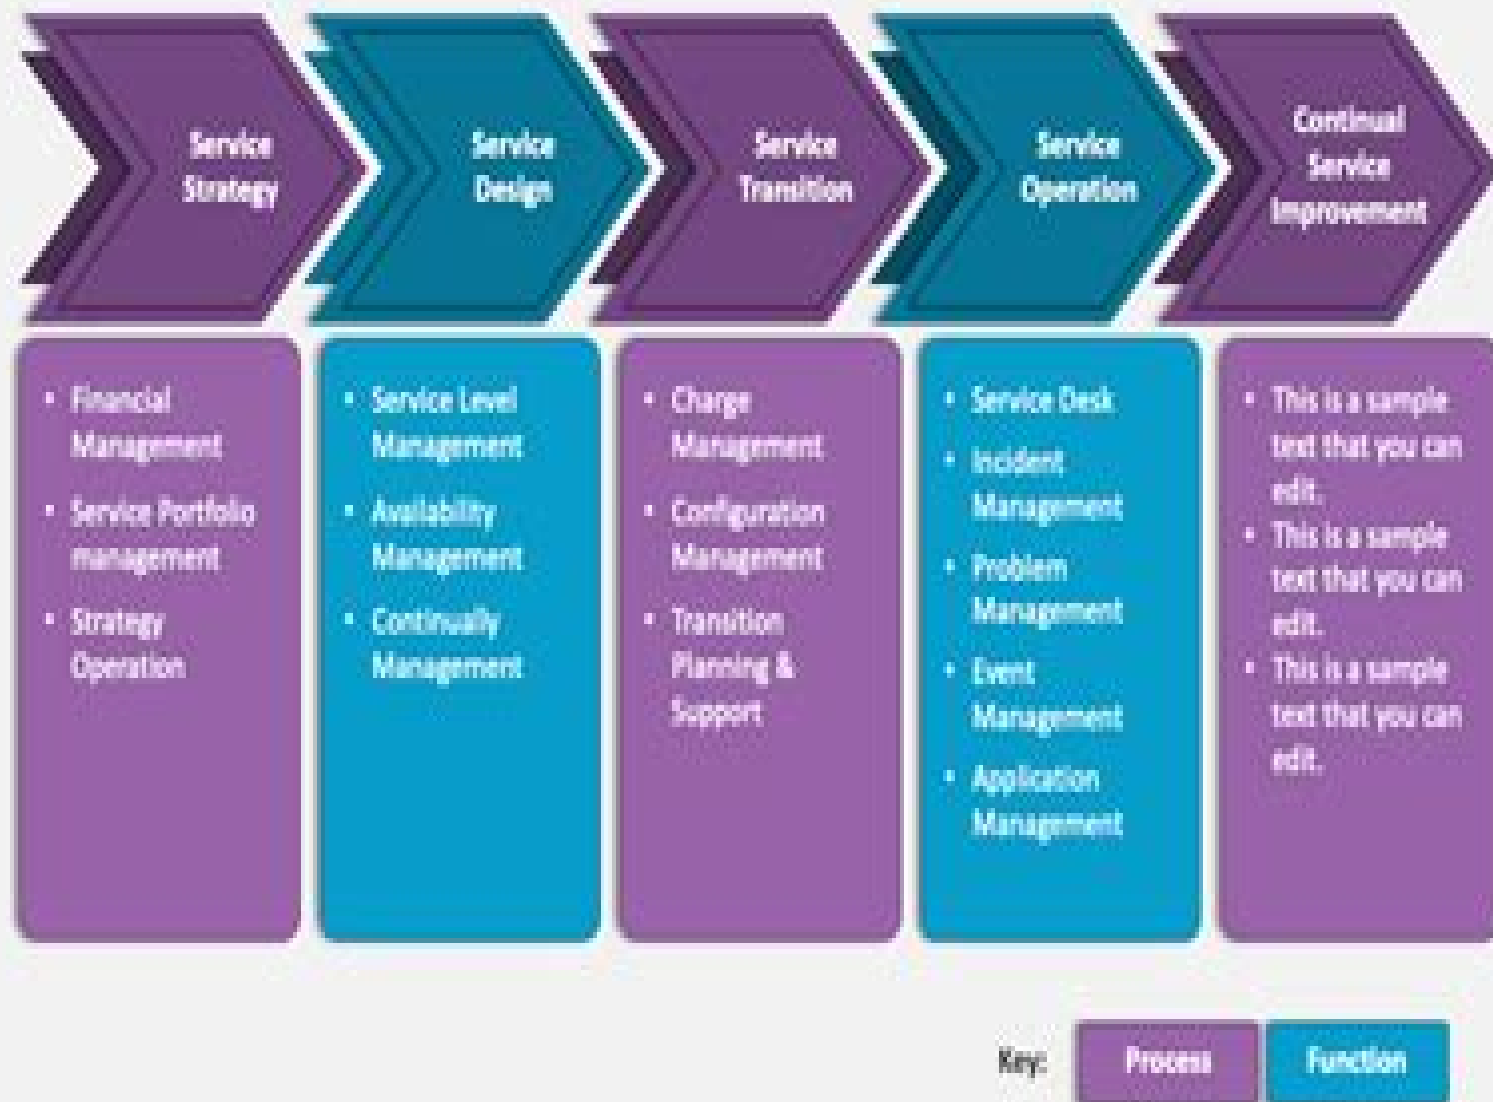 Service
Strategy
Service
Design
Service
Transition
Service
Operation
Continual
Service
Improvement
• Financial
Management
• Service Portfolio
management
• Strategy
Operation
• Service Level
Management
• Availability
Management
• Continually
Management
• Charge
Management
• Configuration
Management
• Transition
Planning &
Support
• Service Desk
• Incident
Management
• Problem
Management
• Event
Management
• Application
Management
• This is a sample
text that you can
edit.
• This is a sample
text that you can
edit.
• This is a sample
text that you can
edit.
Key:
Process
Function